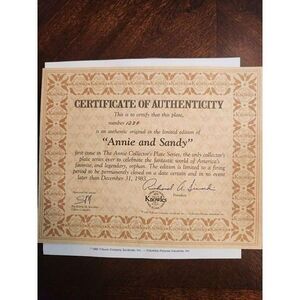 CERTIFICATE OF AUTHENTICITY
This is to certify that this plate,
number
is an authentic original in the limited edition of
"Annie and Sandy"
first issue in The Annie Collector's Plate Series, the only collector's
plate series ever to celebrate the fantastic world of America's
favorite, and legendary, orphan. The edition is limited to a firing
period to be permanently closed on a date certain and in no event
later than December 31, 1983.
President
Knowles